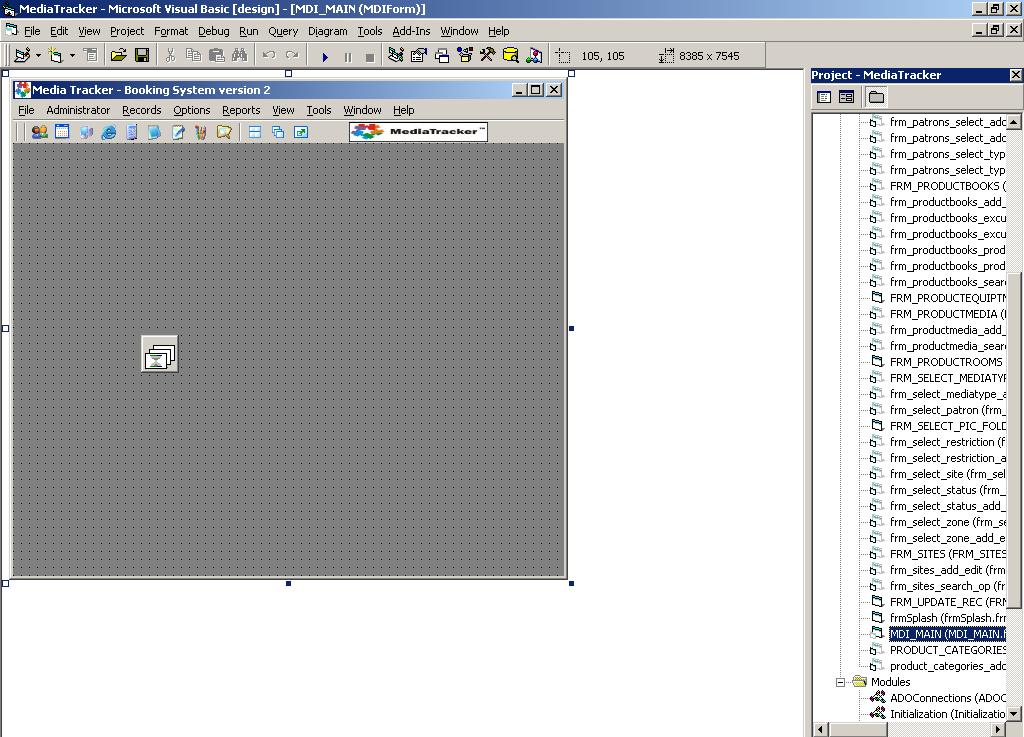 MediaTracker - Microsoft Visual Basic [design] - [MDI_MAIN (MDIForm)]
File Edit View Project Format Debug Run Query Diagram Tools Add-Ins Window Help
105, 105 8385 x 7545
Media Tracker - Booking System version 2
File Administrator Records Options Reports View Tools Window Help
MediaTracker™
Project - MediaTracker
frm_patrons_select_adc
frm_patrons_select_adc
frm_patrons_select_typ
frm_patrons_select_typ
FRM_PRODUCTBOOKS (
frm_productbooks_add_
frm_productbooks_excu
frm_productbooks_excu
frm_productbooks_prod
frm_productbooks_prod
frm_productbooks_sear
FRM_PRODUCTEQUIPTM
FRM_PRODUCTMEDIA (
frm_productmedia_add_
frm_productmedia_sear
FRM_PRODUCTROOMS
FRM_SELECT_MEDIATYP
frm_select_mediatype_a
frm_select_patron (frm_
FRM_SELECT_PIC_FOLD
frm_select_restriction (f
frm_select_restriction_a
frm_select_site (frm_sel
frm_select_status (frm_
frm_select_status_add_
frm_select_zone (frm_se
frm_select_zone_add_e
FRM_SITES (FRM_SITES
frm_sites_add_edit (frm
frm_sites_search_op (fr
FRM_UPDATE_REC (FRM
frmSplash (frmSplash.frr
MDI_MAIN (MDI_MAIN.f
PRODUCT_CATEGORIES
product_categories_adc
Modules
ADOConnections (ADOC
Initialization (Initializatio